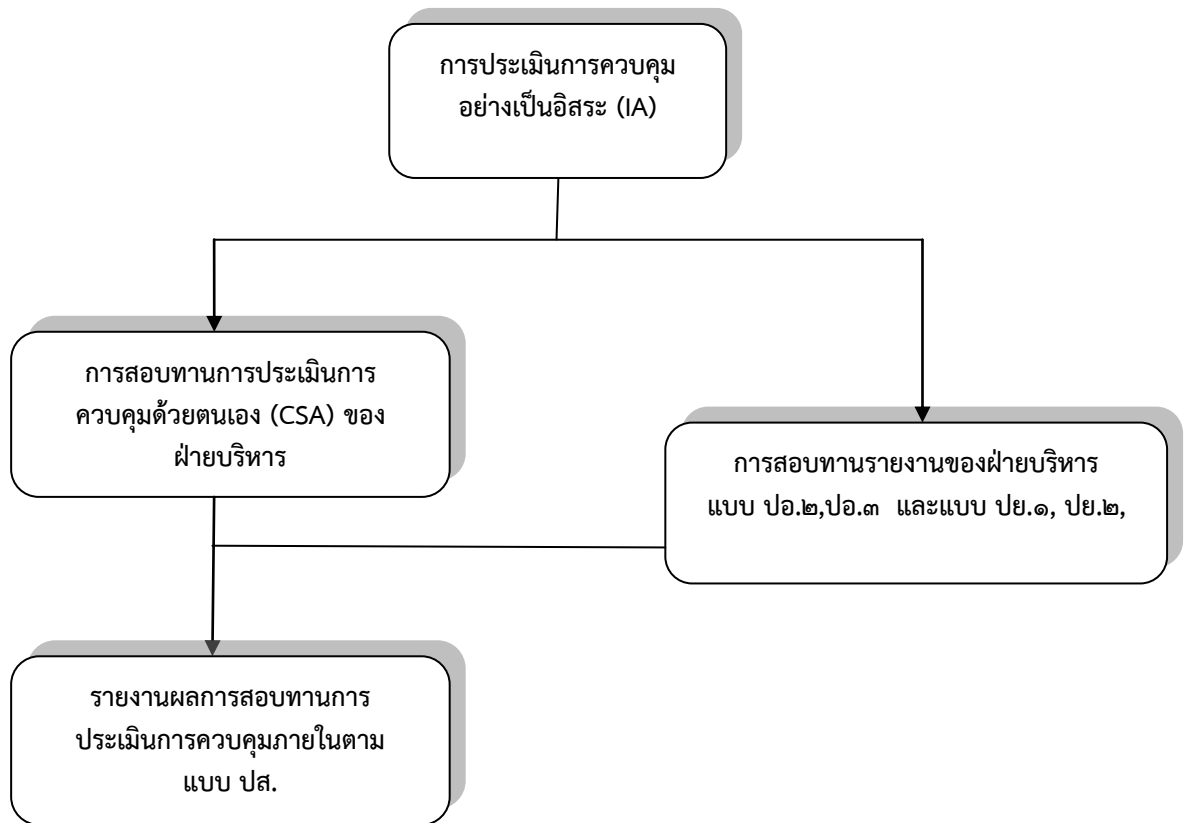 การประเมินการควบคุม
อย่างเป็นอิสระ (IA)
การสอบทานการประเมินการ
ควบคุมด้วยตนเอง (CSA) ของ
ฝ่ายบริหาร
การสอบทานรายงานของฝ่ายบริหาร
แบบ ปอ.๒,ปอ.๓ และแบบ ปย.๑, ปย.๒,
รายงานผลการสอบทานการ
ประเมินการควบคุมภายในตาม
แบบ ปส.